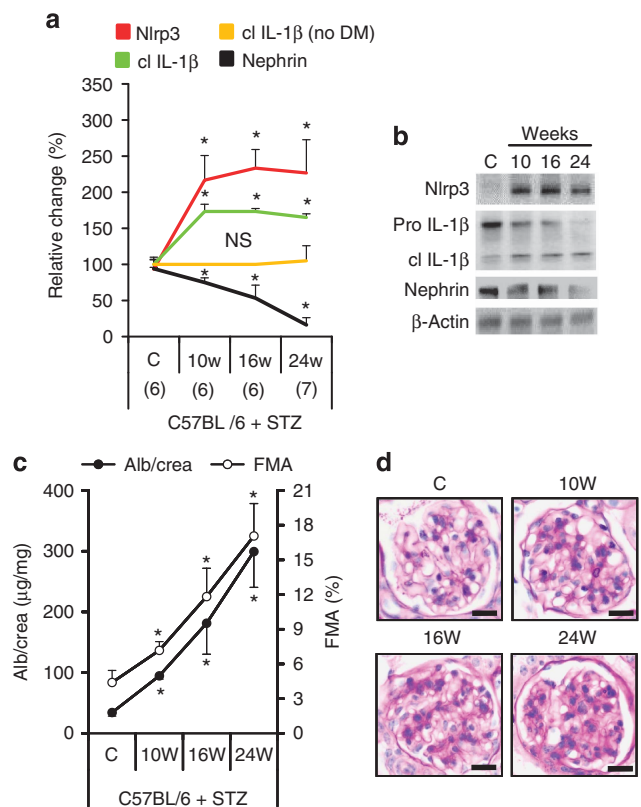 a
Nlrp3
cl IL-1β (no DM)
cl IL-1β
Nephrin
Relative change (%)
350
300
250
200
150
100
50
0
* * *
* * *
NS
* * *
C 10w 16w 24w
(6) (6) (6) (7)
C57BL /6 + STZ
b
Weeks
C 10 16 24
Nlrp3
Pro IL-1β
cl IL-1β
Nephrin
β-Actin
c
Alb/crea
FMA
Alb/crea (µg/mg)
400
300
200
100
0
FMA (%)
21
18
15
12
9
6
3
0
* * *
* * *
C 10W 16W 24W
C57BL/6 + STZ
d
C 10W
16W 24W